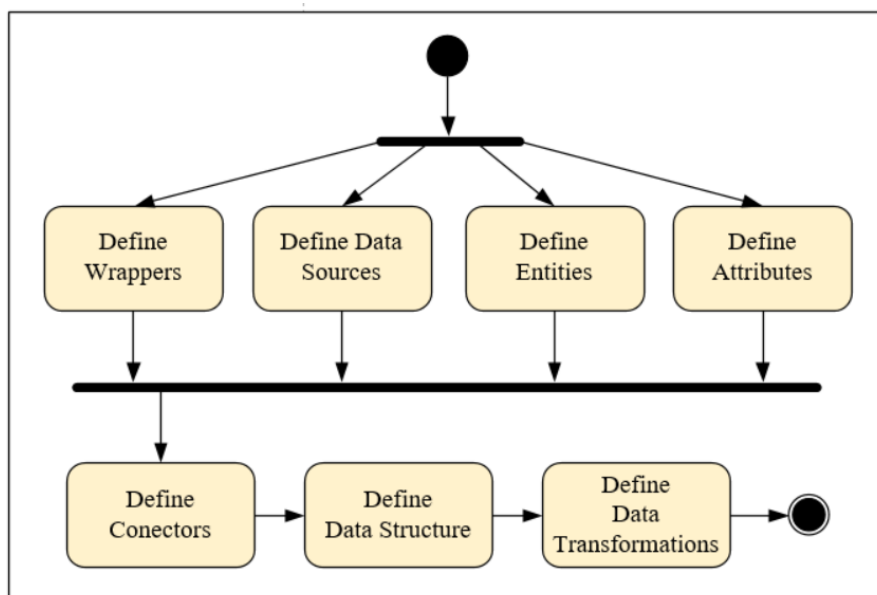 Define
Wrappers
Define Data
Sources
Define
Entities
Define
Attributes
Define
Conectors
Define
Data Structure
Define
Data
Transformations